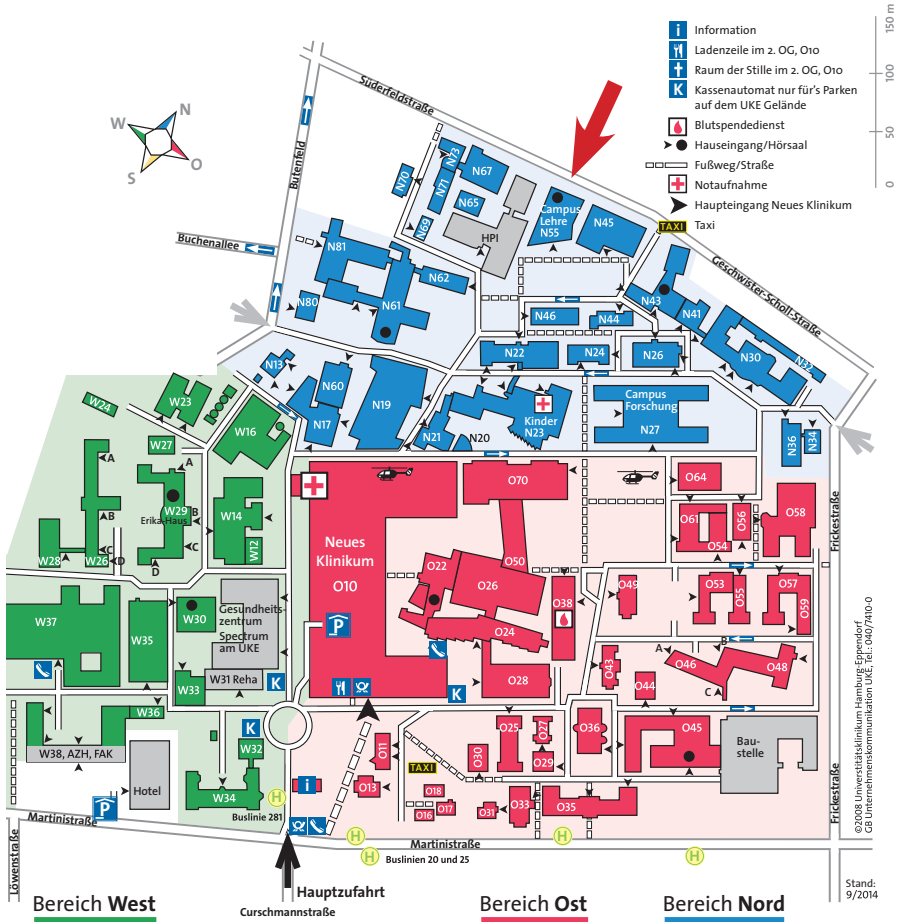 150 m
100
50
0
i Information
Ladenzeile im 2. OG, O10
Raum der Stille im 2. OG, O10
K Kassenautomat nur für's Parken
auf dem UKE Gelände
Blutspendedienst
Hauseingang/Hörsaal
Fußweg/Straße
Notaufnahme
Haupteingang Neues Klinikum
TAXI Taxi
N
W
O
S
Süderfeldstraße
Butenfeld
Buchenallee
Geschwister-Scholl-Straße
TAXI
N73
N67
N70
N71
N65
N69
HPI
Campus
Lehre
N55
N45
N81
N62
N80
N61
N43
N41
N46
N44
N30
N32
N22
N24
N26
N13
N60
N19
N17
N21
N20
Kinder
N23
Campus
Forschung
N27
N36
N34
W24
W23
W16
W27
A
A
W29
Erika-Haus
B
B
C
C
D
D
W28
W26
W14
W12
W37
W35
W30
Gesundheits-
zentrum
Spectrum
am UKE
W31 Reha
K
W33
W36
W38, AZH, FAK
K
W32
W34
Hotel
P
H
Buslinie 281
Neues
Klinikum
O10
P
O70
O50
O22
O26
O24
O38
O28
K
O64
O61
O56
O54
O58
O49
O53
O55
O57
O59
O43
O44
A
O46
B
C
O48
O25
O27
O29
O30
O36
O45
Bau-
stelle
O11
O13
TAXI
O18
O16
O17
O31
O33
O35
i
H
H
H
H
Frickestraße
Frickestraße
Martinistraße
Martinistraße
Löwenstraße
Buslinien 20 und 25
Hauptzufahrt
Curschmannstraße
©2008 Universtitätsklinikum Hamburg-Eppendorf
GB Unternehmenskommunikation UKE, Tel.: 040/7410-0
Stand:
9/2014
Bereich West
Bereich Ost
Bereich Nord